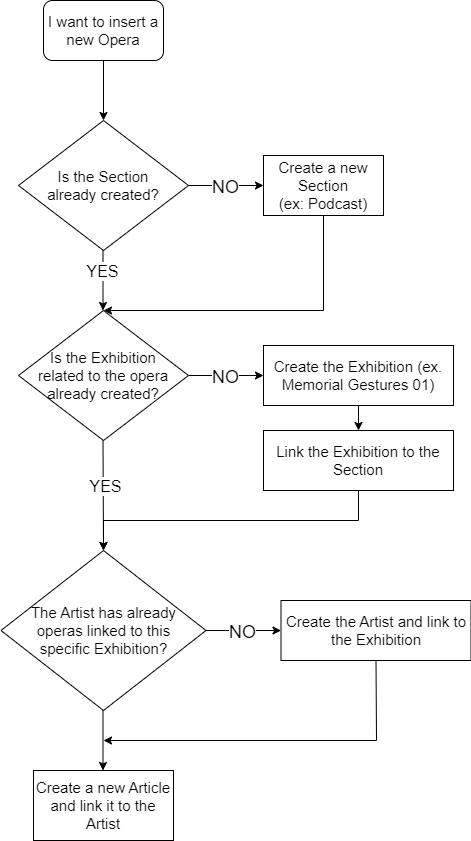 I want to insert a
new Opera
Is the Section
already created?
NO
Create a new
Section
(ex: Podcast)
YES
Is the Exhibition
related to the opera
already created?
NO
Create the Exhibition (ex.
Memorial Gestures 01)
Link the Exhibition to the
Section
YES
The Artist has already
operas linked to this
specific Exhibition?
NO
Create the Artist and link to
the Exhibition
Create a new Article
and link it to the
Artist